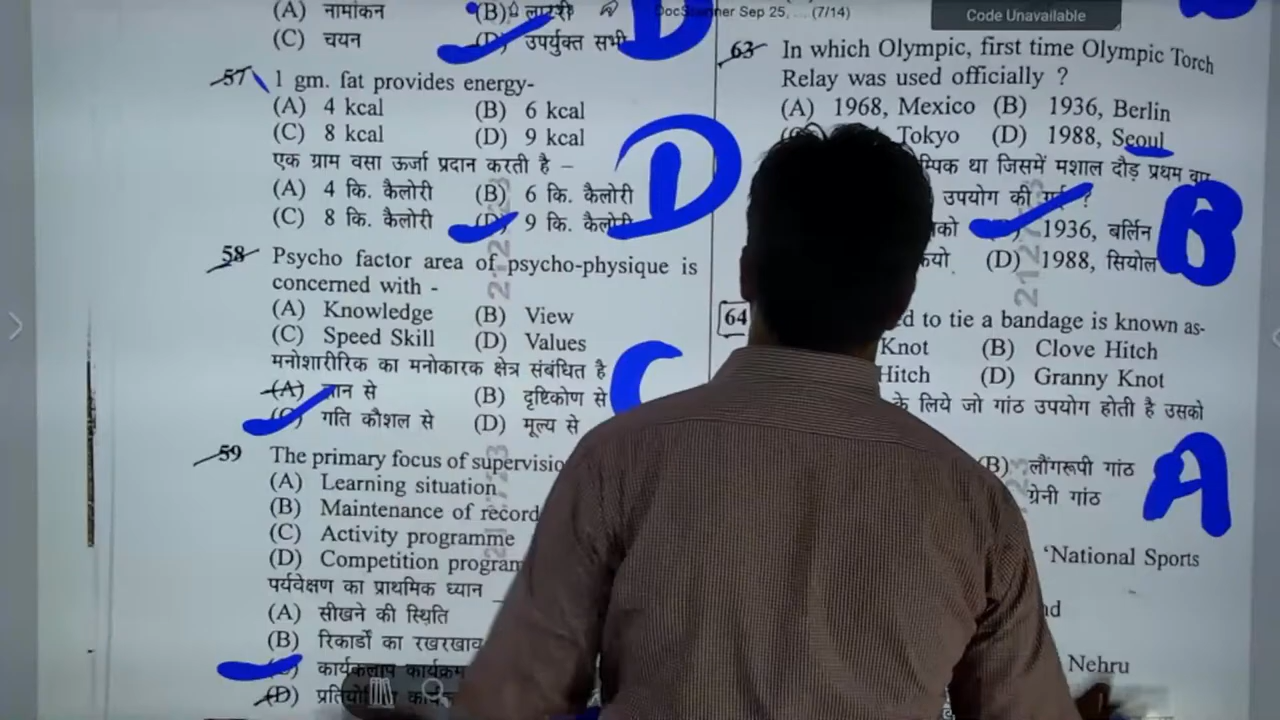 (A) नामांकन (B) लाटरी
(C) चयन (D) उपर्युक्त सभी
D
57 1 gm. fat provides energy-
(A) 4 kcal (B) 6 kcal
(C) 8 kcal (D) 9 kcal
एक ग्राम वसा ऊर्जा प्रदान करती है –
(A) 4 कि. कैलोरी (B) 6 कि. कैलोरी
(C) 8 कि. कैलोरी (D) 9 कि. कैलोरी
D
58 Psycho factor area of psycho-physique is
concerned with -
(A) Knowledge (B) View
(C) Speed Skill (D) Values
मनोशारीरिक का मनोकारक क्षेत्र संबंधित है
(A) ज्ञान से (B) दृष्टिकोण से
(C) गति कौशल से (D) मूल्य से
C
59 The primary focus of
(A) Learning situation
(B) Maintenance of record
(C) Activity programme
(D) Competition
पर्यवेक्षण का प्राथमिक ध्यान
(A) सीखने की स्थिति
(B) रिकार्डों का रखरखाव
कार्यकलाप कार्यक्रम
(D)
DocScanner Sep 25, (7/14)
Code Unavailable
63 In which Olympic, first time Olympic Torch
Relay was used officially ?
(A) 1968, Mexico (B) 1936, Berlin
Tokyo (D) 1988, Seoul
जिसमें मशाल दौड़ प्रथम बार
उपयोग की गई ?
1936, बर्लिन
(D) 1988, सियोल
B
64 to tie a bandage is known as-
Knot (B) Clove Hitch
Hitch (D) Granny Knot
के लिये जो गांठ उपयोग होती है उसको
(B) लौंगरूपी गांठ
ग्रेनी गांठ
A
‘National Sports
Nehru